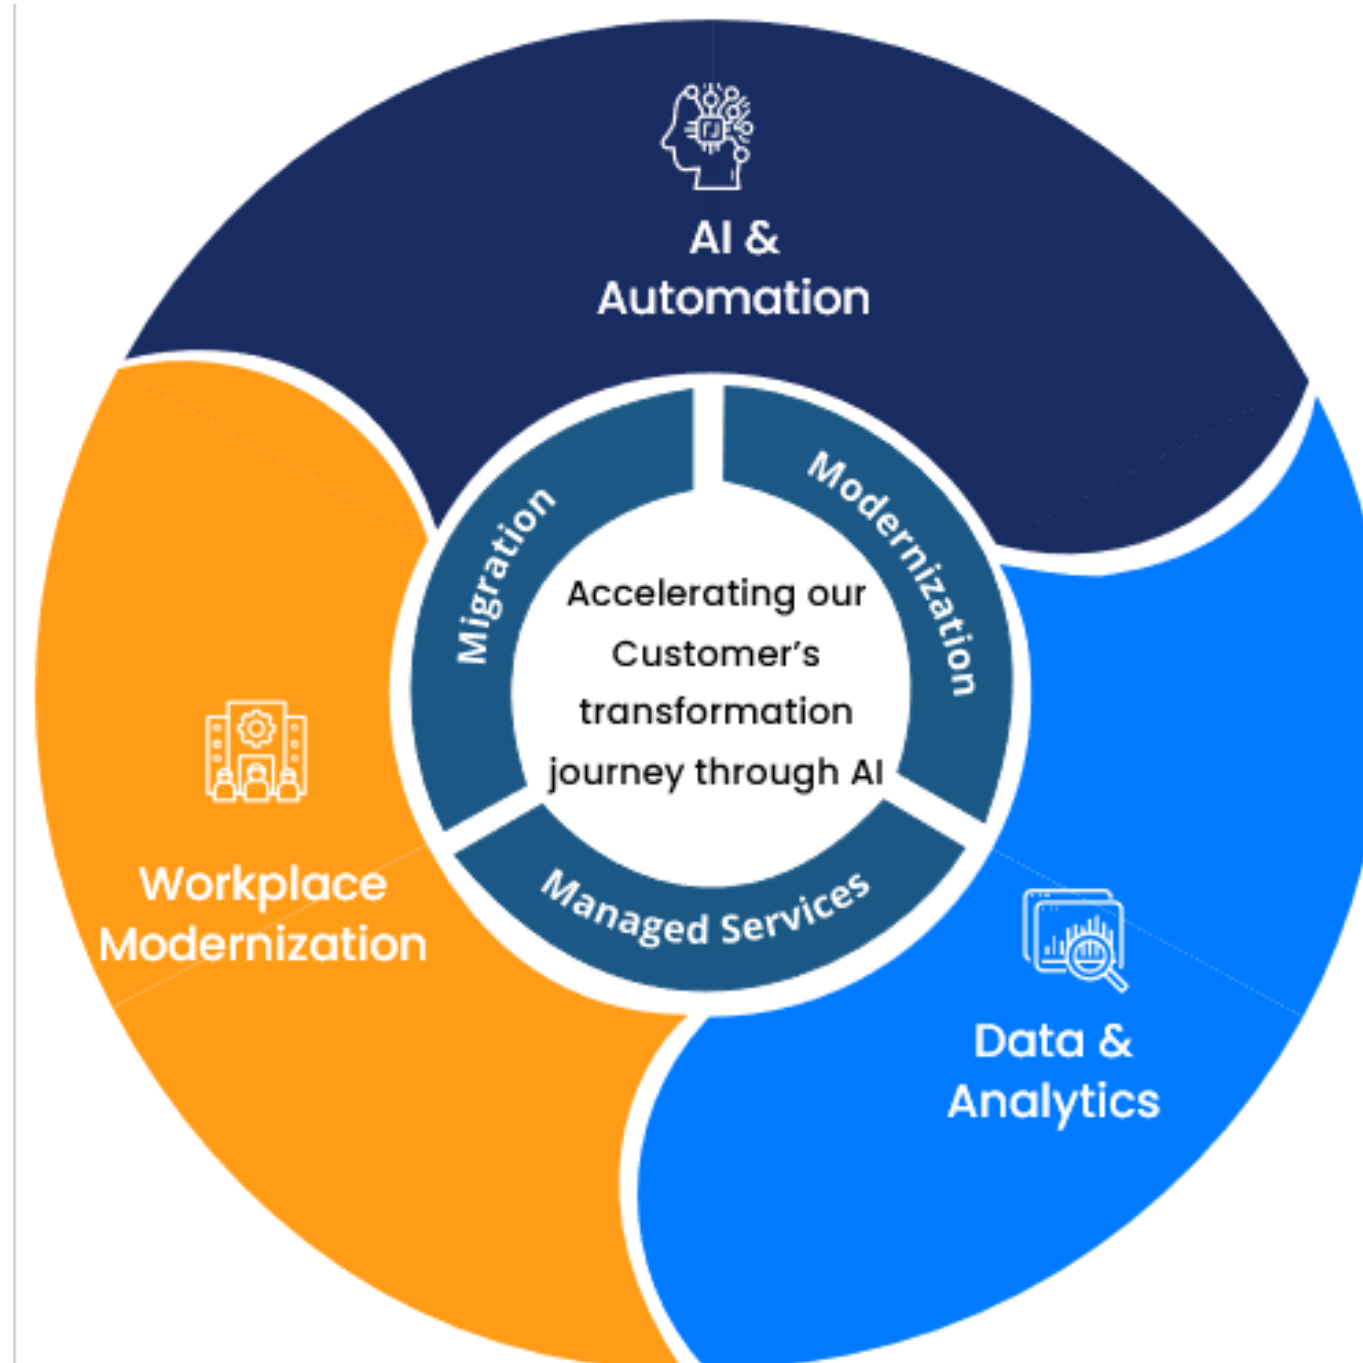 AI &
Automation
Migration
Modernization
Accelerating our
Customer’s
transformation
journey through AI
Workplace
Modernization
Managed Services
Data &
Analytics